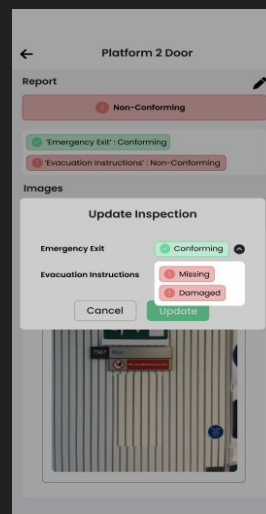 Platform 2 Door
Report
Non-Conforming
'Emergency Exit' : Conforming
'Evacuation Instructions' : Non-Conforming
Images
Update Inspection
Emergency Exit Conforming
Evacuation Instructions Missing
Damaged
Cancel Update